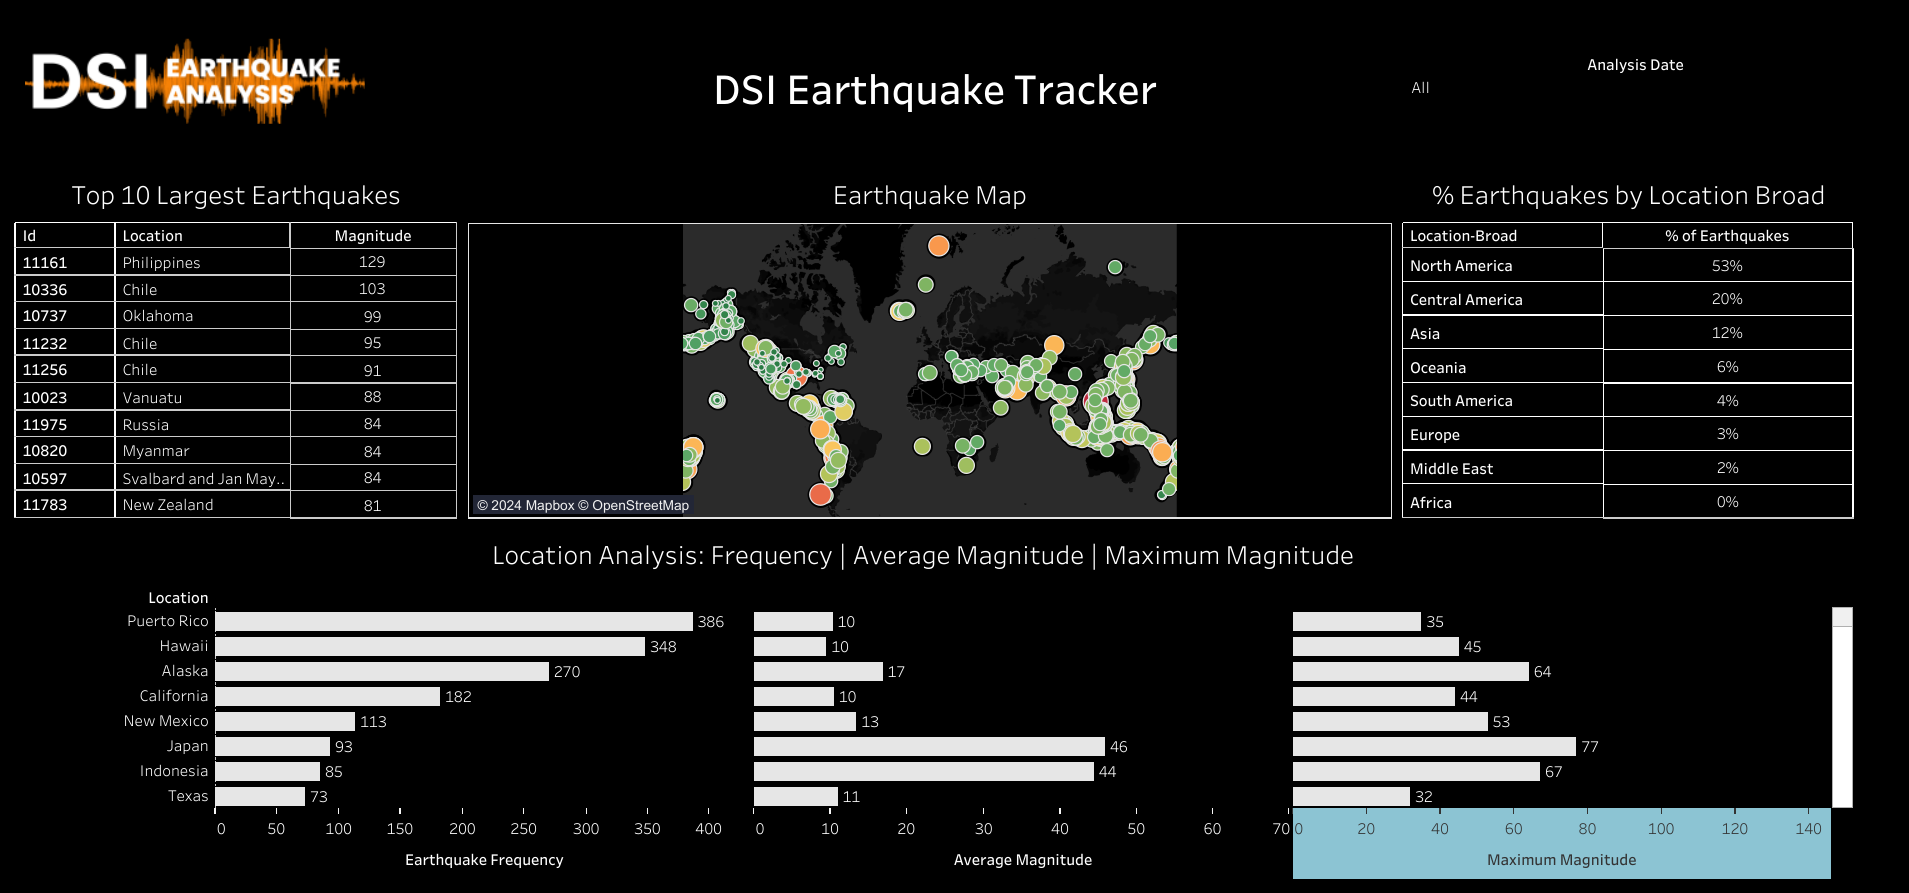 DSI EARTHQUAKE ANALYSIS
DSI Earthquake Tracker
Analysis Date
All
Top 10 Largest Earthquakes
Id Location Magnitude
11161 Philippines 129
10336 Chile 103
10737 Oklahoma 99
11232 Chile 95
11256 Chile 91
10023 Vanuatu 88
11975 Russia 84
10820 Myanmar 84
10597 Svalbard and Jan May.. 84
11783 New Zealand 81
Earthquake Map
© 2024 Mapbox © OpenStreetMap
% Earthquakes by Location Broad
Location-Broad % of Earthquakes
North America 53%
Central America 20%
Asia 12%
Oceania 6%
South America 4%
Europe 3%
Middle East 2%
Africa 0%
Location Analysis: Frequency | Average Magnitude | Maximum Magnitude
Location
Puerto Rico 386 10 35
Hawaii 348 10 45
Alaska 270 17 64
California 182 10 44
New Mexico 113 13 53
Japan 93 46 77
Indonesia 85 44 67
Texas 73 11 32
0 50 100 150 200 250 300 350 400 0 10 20 30 40 50 60 70 0 20 40 60 80 100 120 140
Earthquake Frequency Average Magnitude Maximum Magnitude